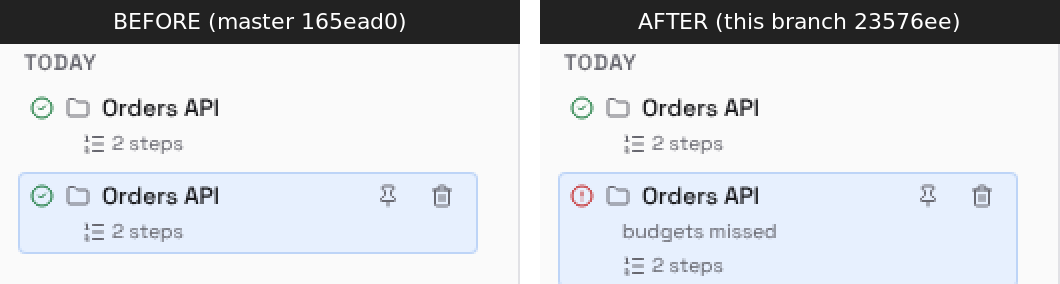 BEFORE (master 165ead0)
TODAY
Orders API
2 steps
Orders API
2 steps
AFTER (this branch 23576ee)
TODAY
Orders API
2 steps
Orders API
budgets missed
2 steps